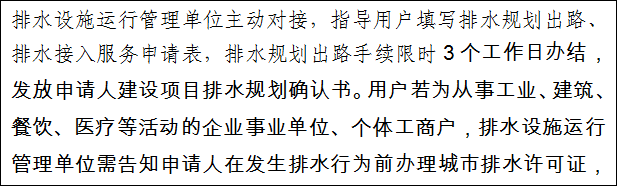 排水设施运行管理单位主动对接，指导用户填写排水规划出路、
排水接入服务申请表，排水规划出路手续限时 3 个工作日办结，
发放申请人建设项目排水规划确认书。用户若为从事工业、建筑、
餐饮、医疗等活动的企业事业单位、个体工商户，排水设施运行
管理单位需告知申请人在发生排水行为前办理城市排水许可证，